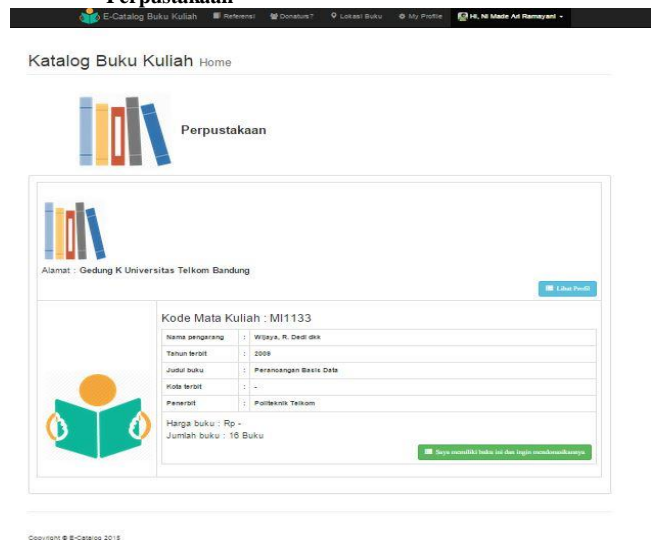 Perpustakaan
E-Catalog Buku Kuliah Referensi Donaturs? Lokasi Buku My Profile Hi, Ni Made Ad Ramayani
Katalog Buku Kuliah Home
Perpustakaan
Alamat : Gedung K Universitas Telkom Bandung
Lihat Profil
Kode Mata Kuliah : MI1133
Nama pengarang : Wijaya, R. Dedi dkk
Tahun terbit : 2009
Judul buku : Perancangan Basis Data
Kota terbit : -
Penerbit : Politeknik Telkom
Harga buku : Rp -
Jumlah buku : 16 Buku
Saya memiliki buku ini dan ingin mendonasikannya
Copyright © E-Catalog 2015